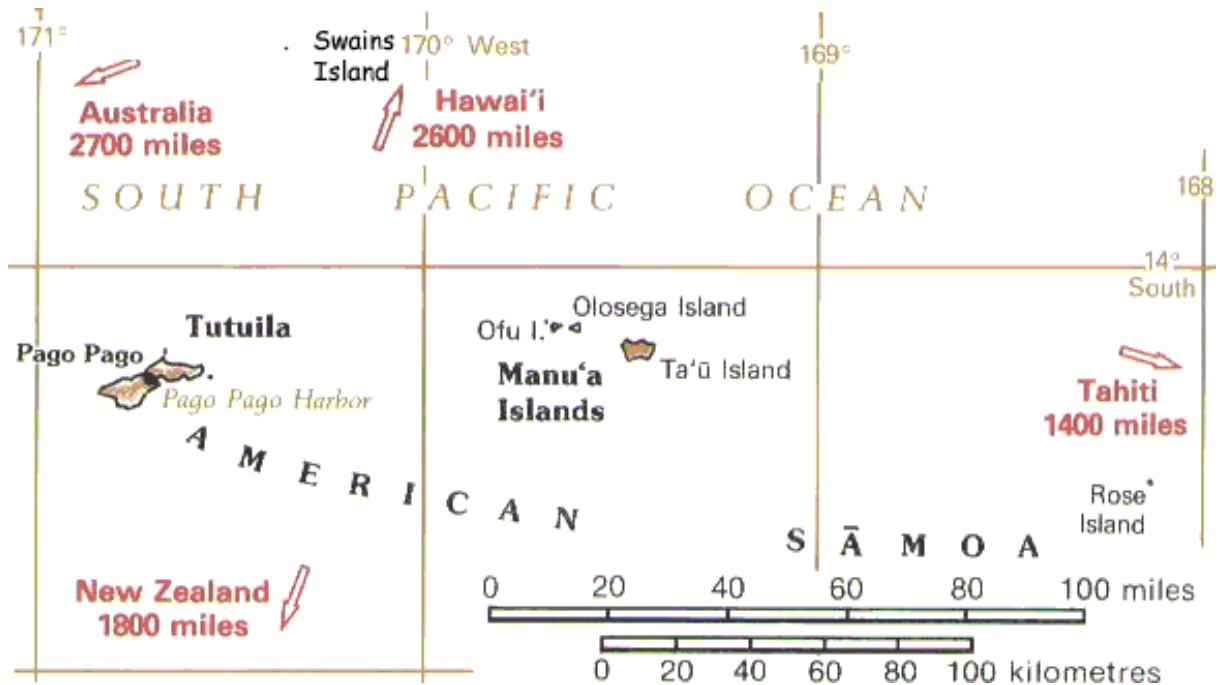 171°
Swains
Island
170° West
169°
Australia
2700 miles
Hawai'i
2600 miles
SOUTH PACIFIC OCEAN
168
14°
South
Tutuila
Pago Pago
Pago Pago Harbor
Olosega Island
Ofu I.
Manu'a
Islands
Ta'ū Island
Tahiti
1400 miles
AMERICAN SĀMOA
Rose
Island
New Zealand
1800 miles
0 20 40 60 80 100 miles
0 20 40 60 80 100 kilometres